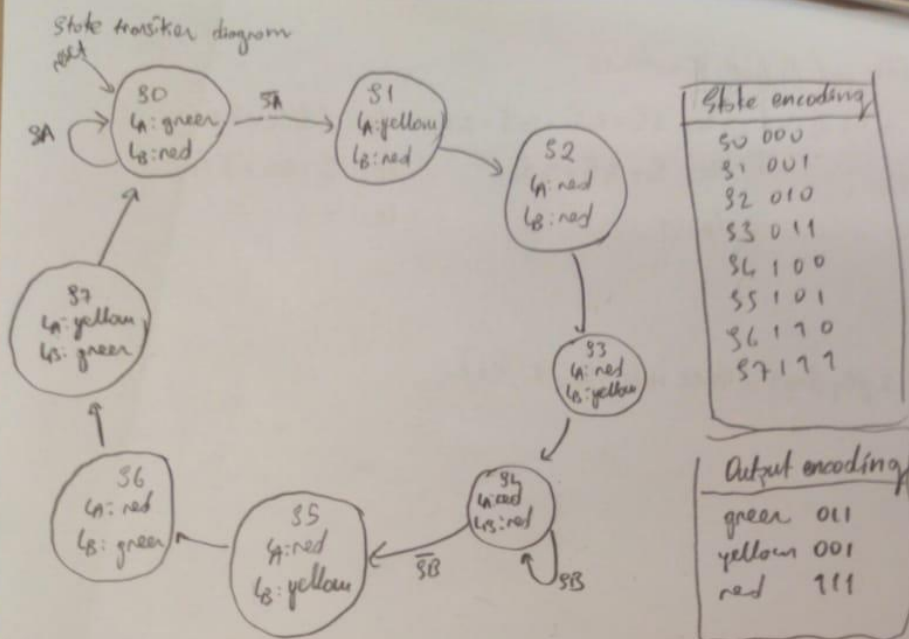 State transition diagram
reset
S0
LA: green
LB: red
SA
S̅A̅
S1
LA: yellow
LB: red
S2
LA: red
LB: red
S3
LA: red
LB: yellow
S4
LA: red
LB: red
SB
S̅B̅
S5
LA: red
LB: yellow
S6
LA: red
LB: green
S7
LA: yellow
LB: green
State encoding
S0 000
S1 001
S2 010
S3 011
S4 100
S5 101
S6 110
S7 111
Output encoding
green 011
yellow 001
red 111